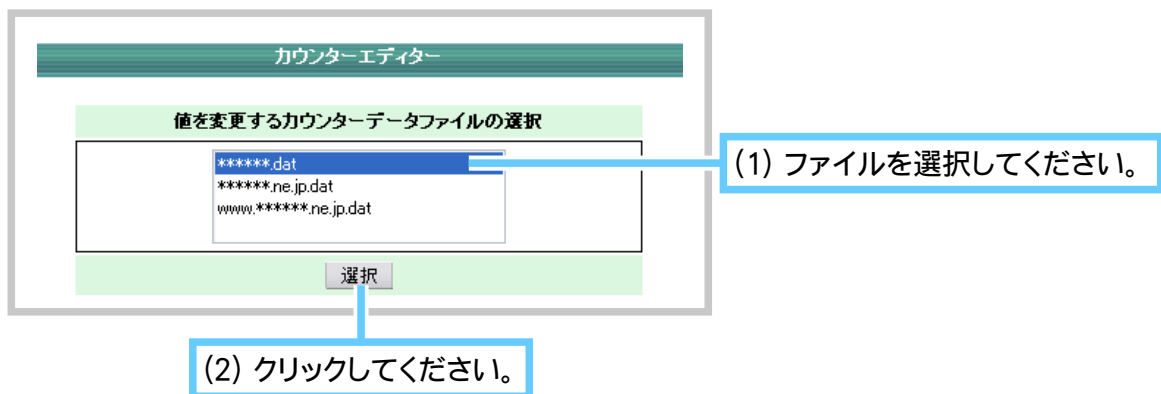 カウンターエディター
値を変更するカウンターデータファイルの選択
******.dat
******.ne.jp.dat
www.******.ne.jp.dat
(1) ファイルを選択してください。
選択
(2) クリックしてください。